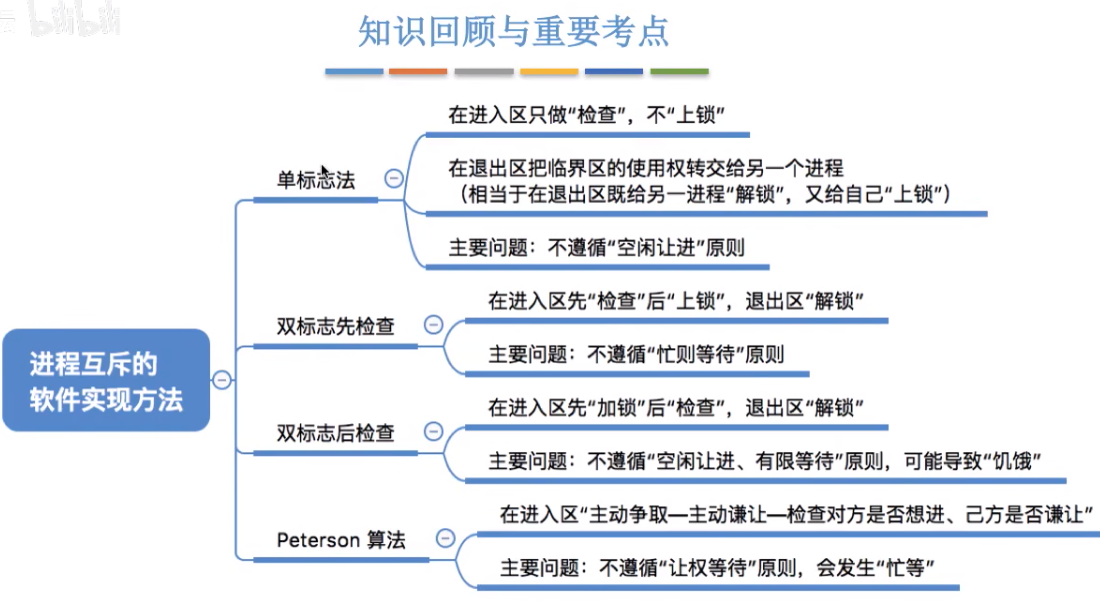 bilibili
知识回顾与重要考点
在进入区只做“检查”，不“上锁”
单标志法
在退出区把临界区的使用权转交给另一个进程
（相当于在退出区既给另一进程“解锁”，又给自己“上锁”）
主要问题：不遵循“空闲让进”原则
在进入区先“检查”后“上锁”，退出区“解锁”
双标志先检查
主要问题：不遵循“忙则等待”原则
进程互斥的
软件实现方法
在进入区先“加锁”后“检查”，退出区“解锁”
双标志后检查
主要问题：不遵循“空闲让进、有限等待”原则，可能导致“饥饿”
在进入区“主动争取—主动谦让—检查对方是否想进、己方是否谦让”
Peterson 算法
主要问题：不遵循“让权等待”原则，会发生“忙等”